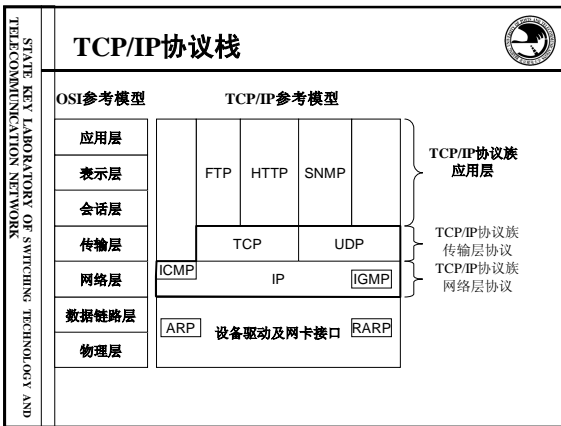 STATE KEY LABORATORY OF SWITCHING TECHNOLOGY AND
TELECOMMUNICATION NETWORK
TCP/IP协议栈
OSI参考模型
TCP/IP参考模型
应用层
表示层
会话层
传输层
网络层
数据链路层
物理层
FTP
HTTP
SNMP
TCP
UDP
ICMP
IP
IGMP
ARP
设备驱动及网卡接口
RARP
TCP/IP协议族
应用层
TCP/IP协议族
传输层协议
TCP/IP协议族
网络层协议